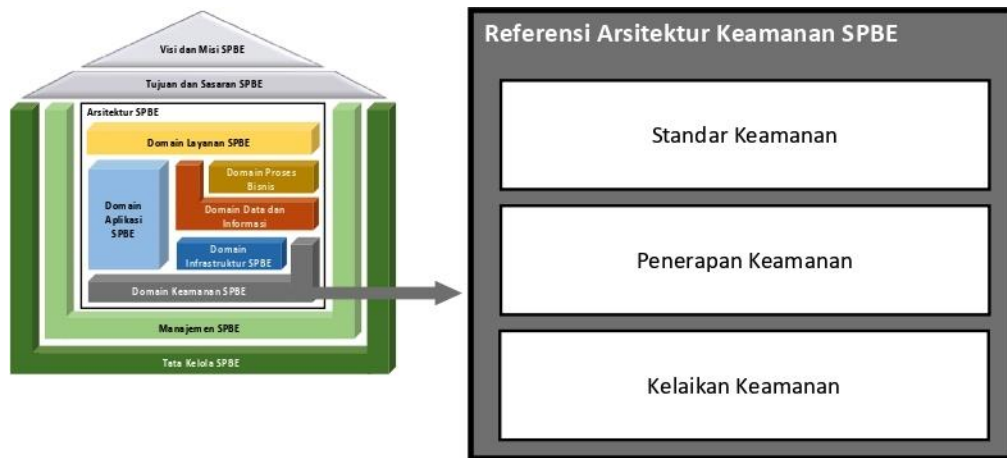 Visi dan Misi SPBE
Tujuan dan Sasaran SPBE
Arsitektur SPBE
Domain Layanan SPBE
Domain
Aplikasi
SPBE
Domain Proses
Bisnis
Domain Data dan
Informasi
Domain
Infrastruktur SPBE
Domain Keamanan SPBE
Manajemen SPBE
Tata Kelola SPBE
Referensi Arsitektur Keamanan SPBE
Standar Keamanan
Penerapan Keamanan
Kelaikan Keamanan